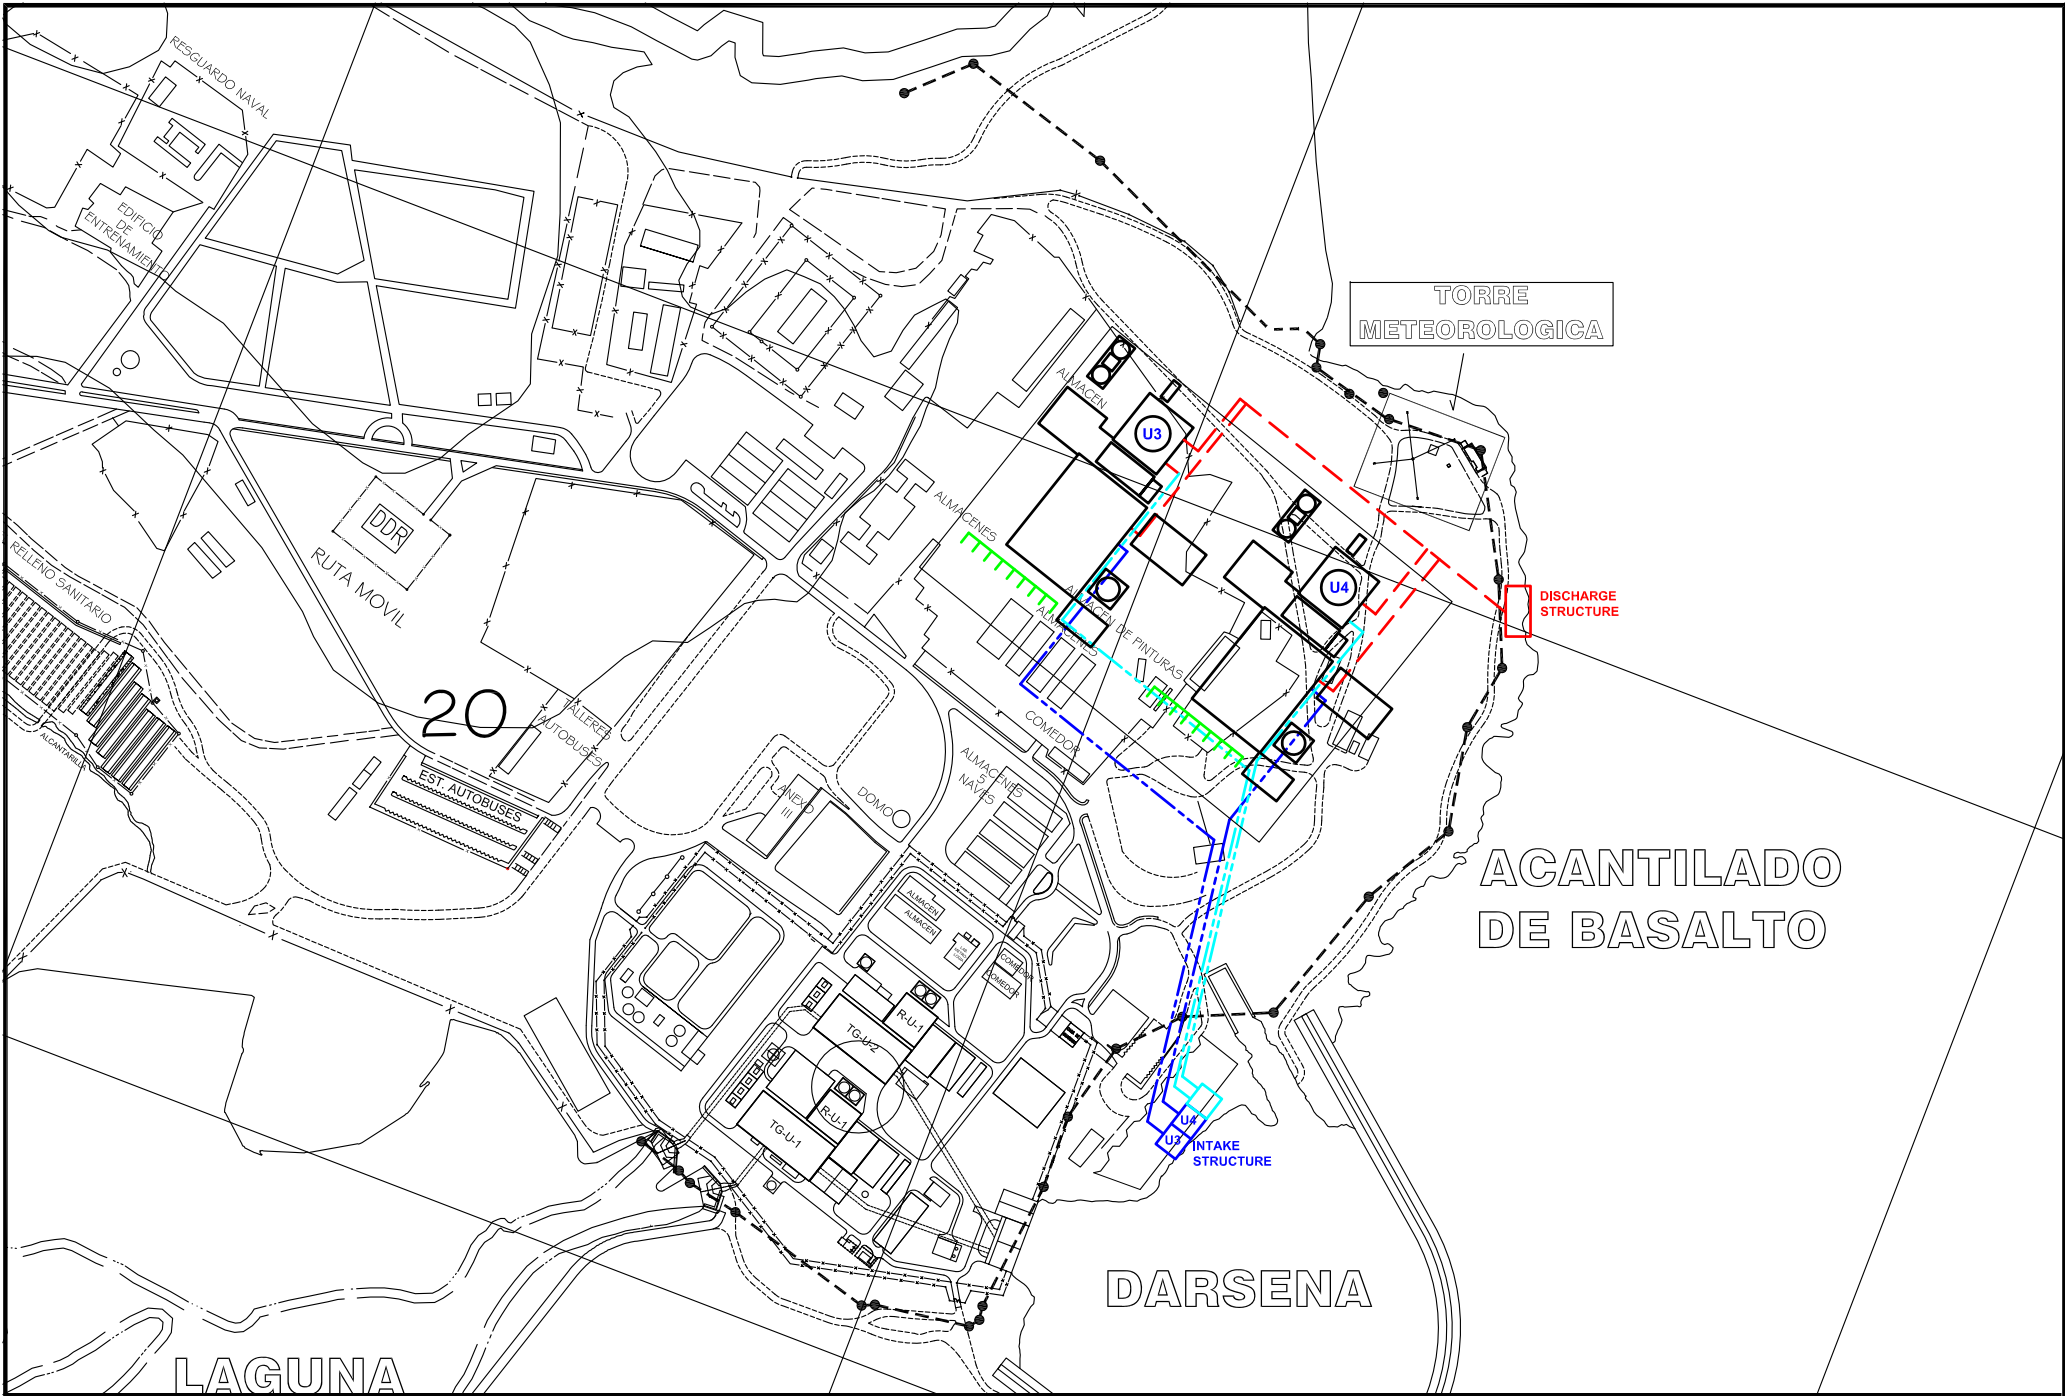 RESGUARDO NAVAL
EDIFICIO
DE
ENTRENAMIENTO
TORRE
METEOROLOGICA
ALMACEN
U3
ALMACENES
DDR
RUTA MOVIL
RELLENO SANITARIO
U4
DISCHARGE
STRUCTURE
ALMACEN DE PINTURAS
ALMACENES
20
TALLERES
AUTOBUSES
ALCANTARILLA
EST. AUTOBUSES
COMEDOR
ALMACENES
5
NAVES
ANEXO
III
DOMO
ACANTILADO
DE BASALTO
ALMACEN
ALMACEN
COMEDOR
COMEDOR
R-U-1
TG-U-2
R-U-1
TG-U-1
U4
U3
INTAKE
STRUCTURE
DARSENA
LAGUNA